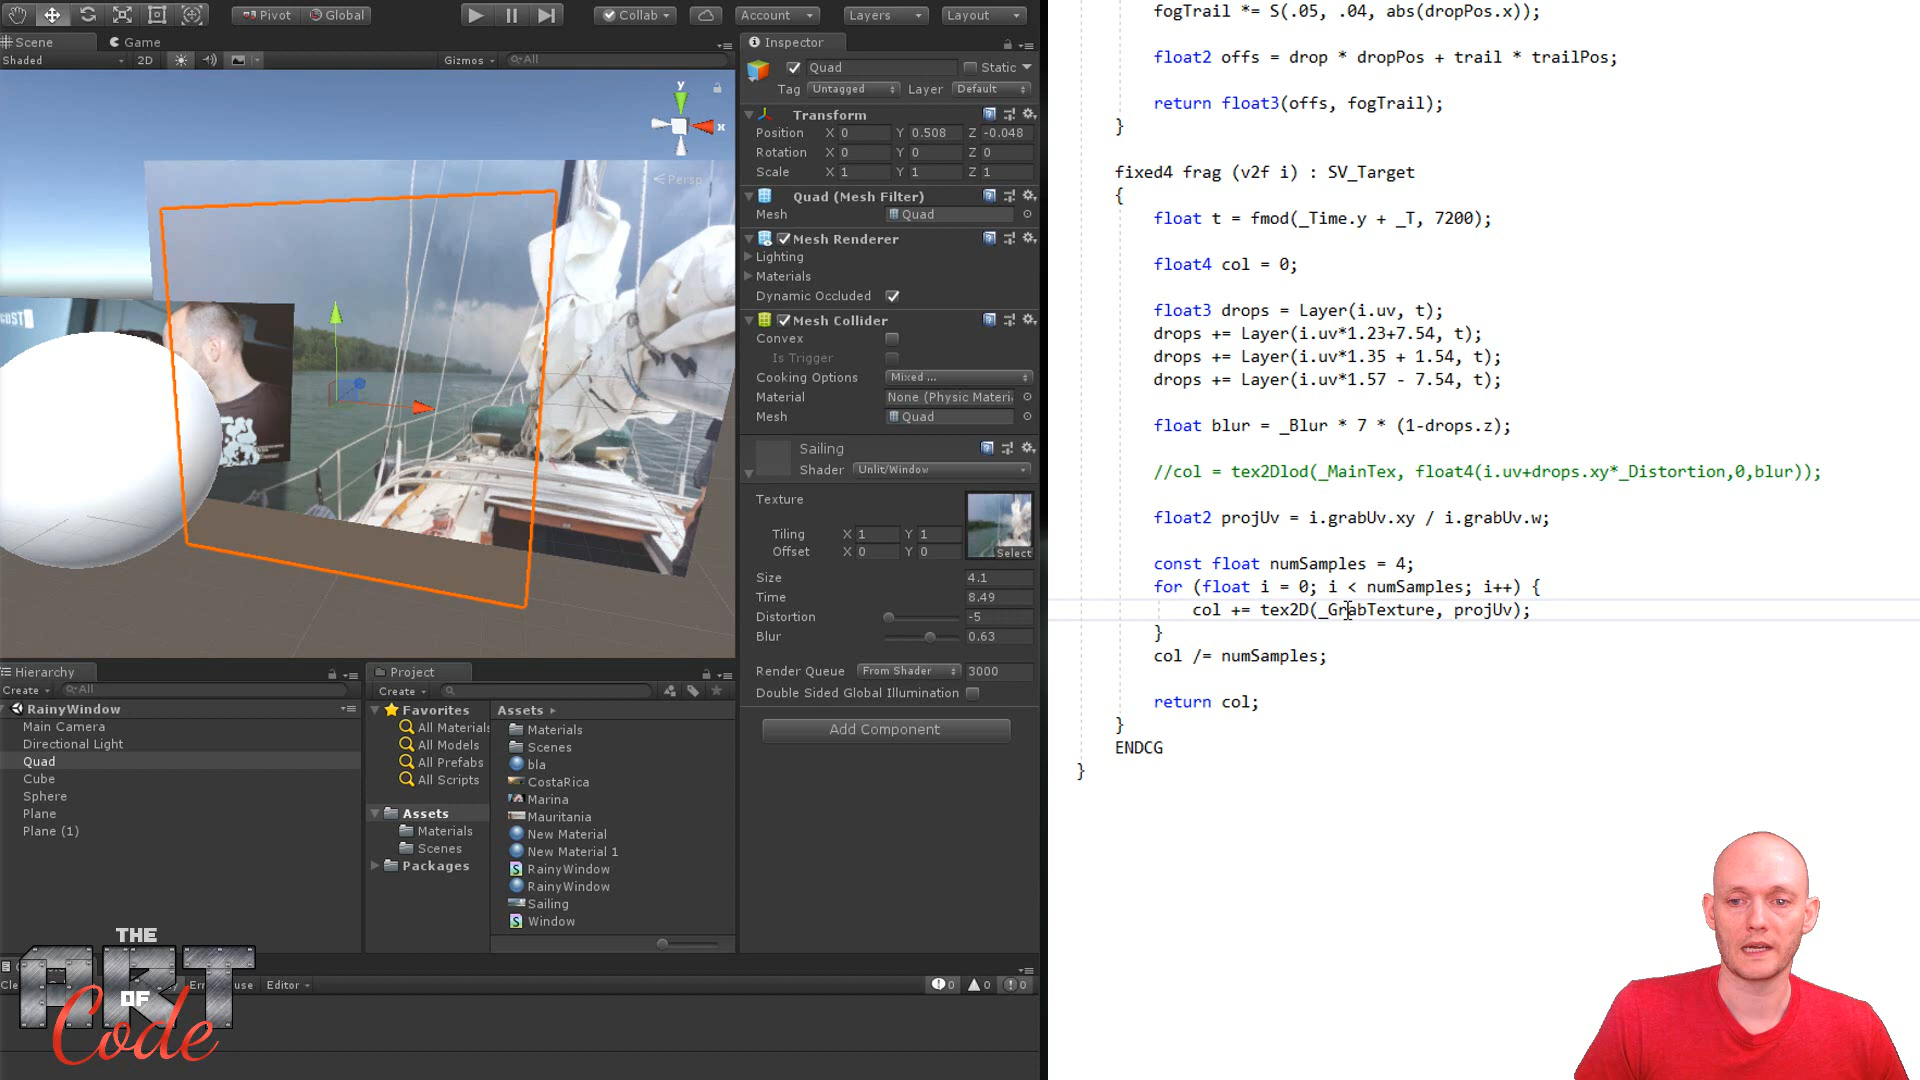 Pivot Global Collab Account Layers Layout
Scene Game
Shaded 2D Gizmos All
y
x
Persp
Inspector
Quad Static
Tag Untagged Layer Default
Transform
Position X 0 Y 0.508 Z -0.048
Rotation X 0 Y 0 Z 0
Scale X 1 Y 1 Z 1
Quad (Mesh Filter)
Mesh Quad
Mesh Renderer
Lighting
Materials
Dynamic Occluded
Mesh Collider
Convex
Is Trigger
Cooking Options Mixed ...
Material None (Physic Materi
Mesh Quad
Sailing
Shader Unlit/Window
Texture
Tiling X 1 Y 1
Offset X 0 Y 0
Select
Size 4.1
Time 8.49
Distortion -5
Blur 0.63
Render Queue From Shader 3000
Double Sided Global Illumination
Add Component
Hierarchy
Create All
RainyWindow
Main Camera
Directional Light
Quad
Cube
Sphere
Plane
Plane (1)
Project
Create
Favorites
All Materials
All Models
All Prefabs
All Scripts
Assets
Materials
Scenes
Packages
Assets
Materials
Scenes
bla
CostaRica
Marina
Mauritania
New Material
New Material 1
RainyWindow
RainyWindow
Sailing
Window
Editor 0 0 0
THE
ART
OF
Code
fogTrail *= S(.05, .04, abs(dropPos.x));
float2 offs = drop * dropPos + trail * trailPos;
return float3(offs, fogTrail);
}
fixed4 frag (v2f i) : SV_Target
{
float t = fmod(_Time.y + _T, 7200);
float4 col = 0;
float3 drops = Layer(i.uv, t);
drops += Layer(i.uv*1.23+7.54, t);
drops += Layer(i.uv*1.35 + 1.54, t);
drops += Layer(i.uv*1.57 - 7.54, t);
float blur = _Blur * 7 * (1-drops.z);
//col = tex2Dlod(_MainTex, float4(i.uv+drops.xy*_Distortion,0,blur));
float2 projUv = i.grabUv.xy / i.grabUv.w;
const float numSamples = 4;
for (float i = 0; i < numSamples; i++) {
col += tex2D(_GrabTexture, projUv);
}
col /= numSamples;
return col;
}
ENDCG
}